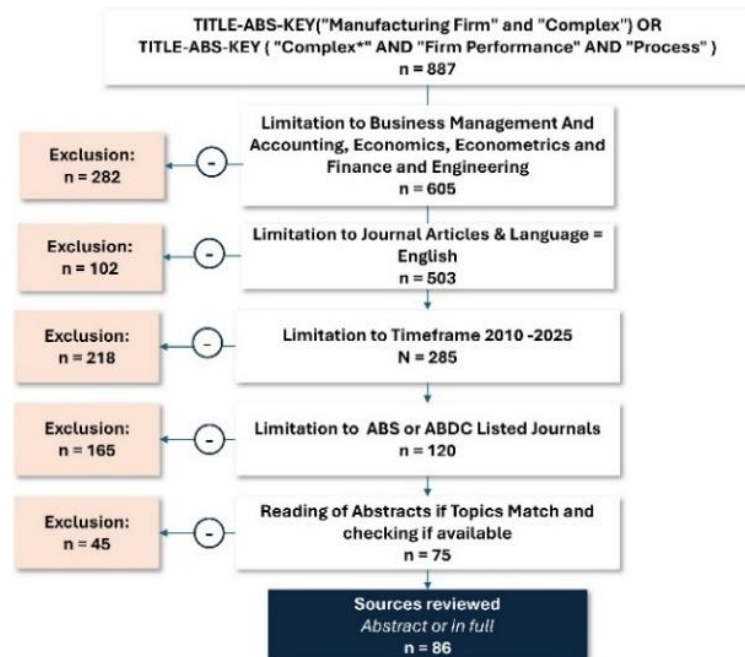 TITLE-ABS-KEY("Manufacturing Firm" and "Complex") OR
TITLE-ABS-KEY ( "Complex*" AND "Firm Performance" AND "Process" )
n = 887
Limitation to Business Management And
Accounting, Economics, Econometrics and
Finance and Engineering
n = 605
Exclusion:
n = 282
-
Limitation to Journal Articles & Language =
English
n = 503
Exclusion:
n = 102
-
Limitation to Timeframe 2010 -2025
N = 285
Exclusion:
n = 218
-
Limitation to ABS or ABDC Listed Journals
n = 120
Exclusion:
n = 165
-
Reading of Abstracts if Topics Match and
checking if available
n = 75
Exclusion:
n = 45
-
Sources reviewed
Abstract or in full
n = 86